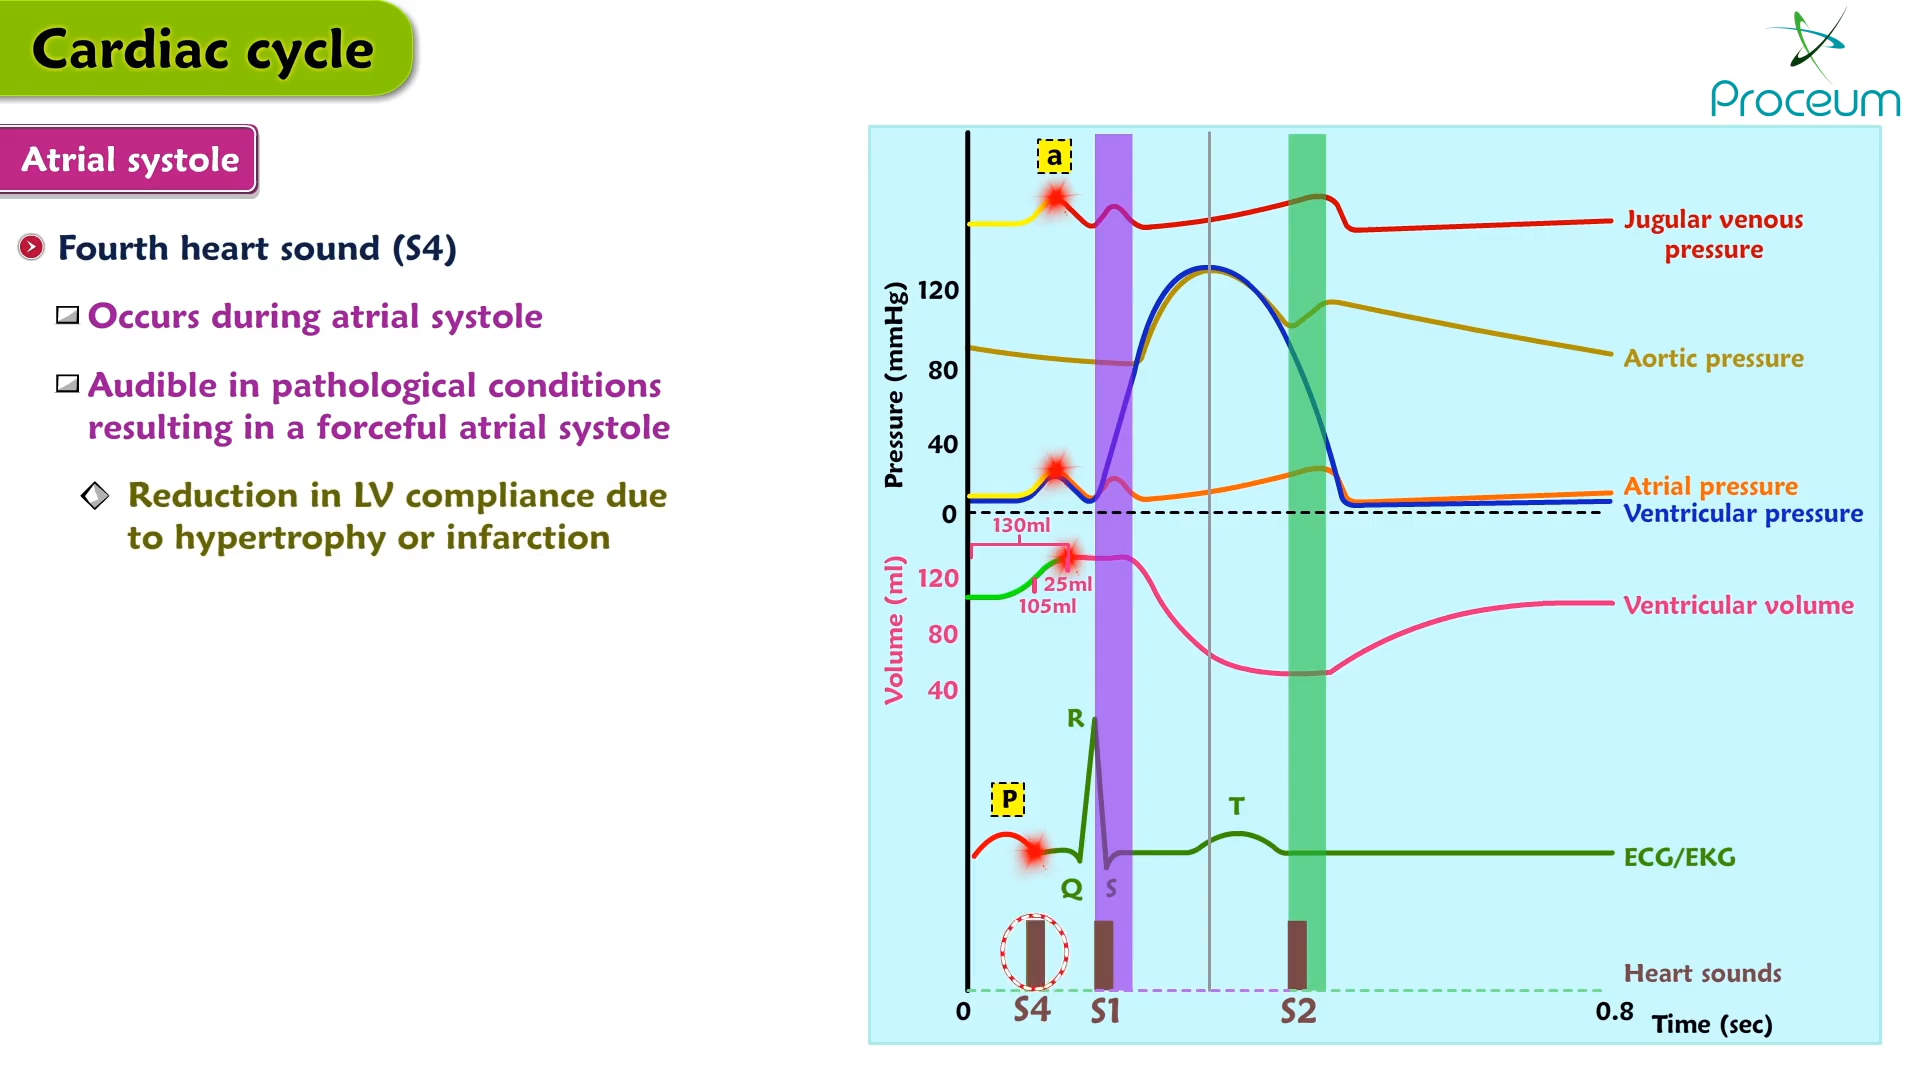 Cardiac cycle
Proceum
Atrial systole
Fourth heart sound (S4)
Occurs during atrial systole
Audible in pathological conditions
resulting in a forceful atrial systole
Reduction in LV compliance due
to hypertrophy or infarction
a
Jugular venous
pressure
Pressure (mmHg)
120
80
40
0
Aortic pressure
Atrial pressure
Ventricular pressure
130ml
25ml
105ml
Volume (ml)
120
80
40
Ventricular volume
R
P
T
Q
S
ECG/EKG
Heart sounds
0
S4
S1
S2
0.8
Time (sec)